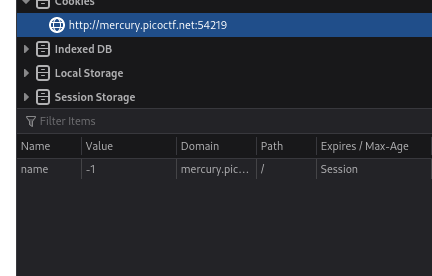 Cookies
http://mercury.picoctf.net:54219
Indexed DB
Local Storage
Session Storage
Filter Items
Name Value Domain Path Expires / Max-Age
name -1 mercury.pic... / Session